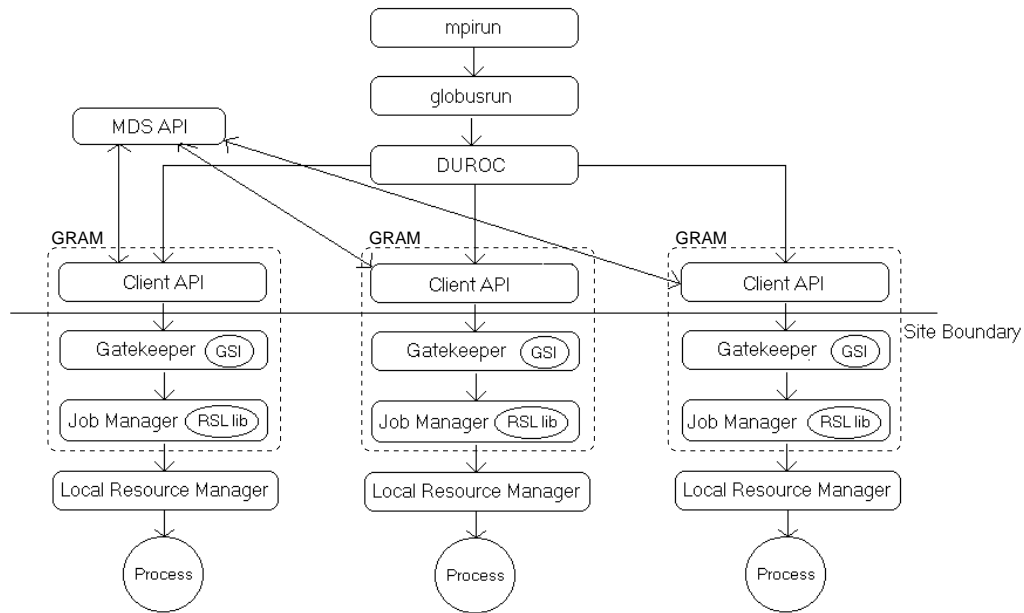 mpirun
globusrun
MDS API
DUROC
GRAM
GRAM
GRAM
Client API
Client API
Client API
Site Boundary
Gatekeeper GSI
Gatekeeper GSI
Gatekeeper GSI
Job Manager RSL lib
Job Manager RSL lib
Job Manager RSL lib
Local Resource Manager
Local Resource Manager
Local Resource Manager
Process
Process
Process